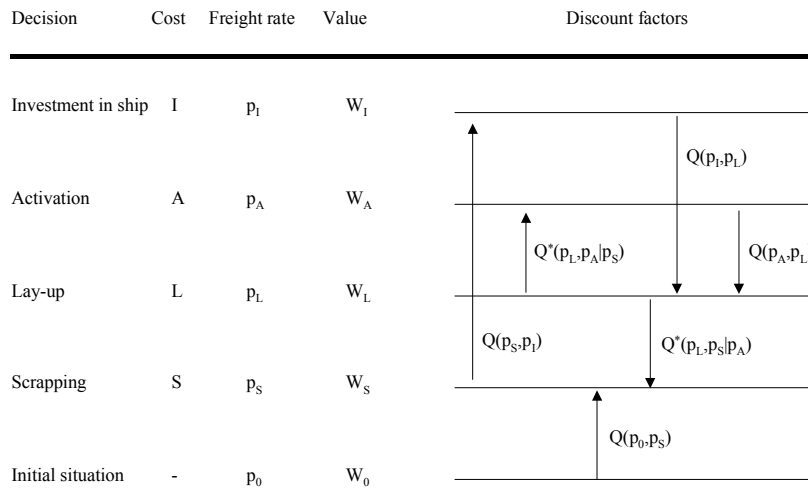 Decision Cost Freight rate Value Discount factors
Investment in ship I p_I W_I
Q(p_I,p_L)
Activation A p_A W_A
Q*(p_L,p_A|p_S) Q(p_A,p_L
Lay-up L p_L W_L
Q(p_S,p_I) Q*(p_L,p_S|p_A)
Scrapping S p_S W_S
Q(p_0,p_S)
Initial situation - p_0 W_0